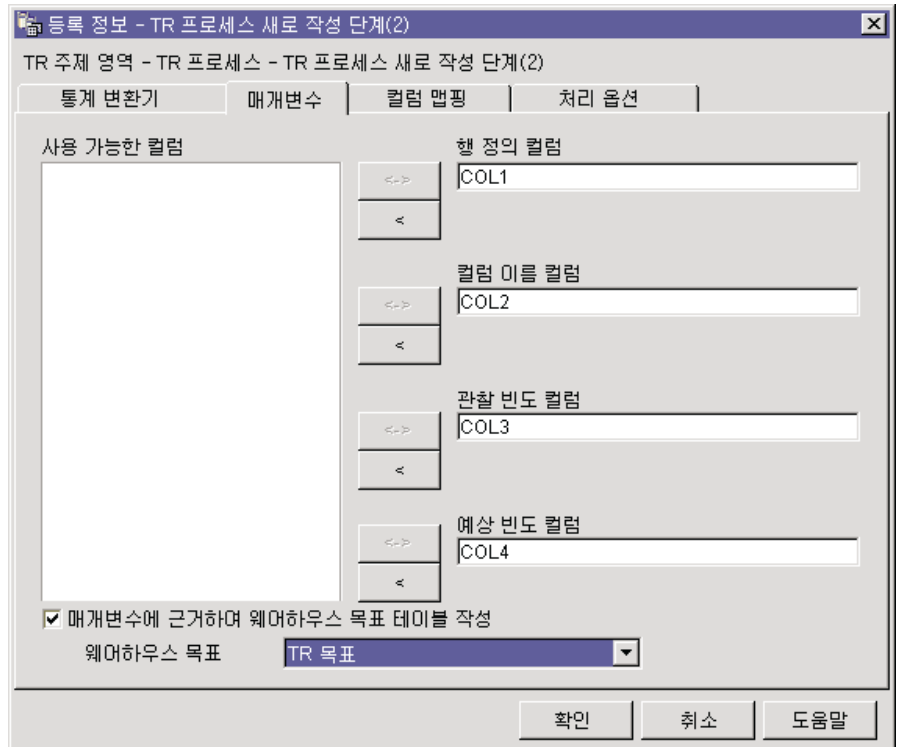 등록 정보 - TR 프로세스 새로 작성 단계(2)
TR 주제 영역 - TR 프로세스 - TR 프로세스 새로 작성 단계(2)
통계 변환기 매개변수 컬럼 맵핑 처리 옵션
사용 가능한 컬럼
행 정의 컬럼
<->
COL1
<
컬럼 이름 컬럼
<->
COL2
<
관찰 빈도 컬럼
<->
COL3
<
예상 빈도 컬럼
<->
COL4
<
매개변수에 근거하여 웨어하우스 목표 테이블 작성
웨어하우스 목표 TR 목표
확인 취소 도움말